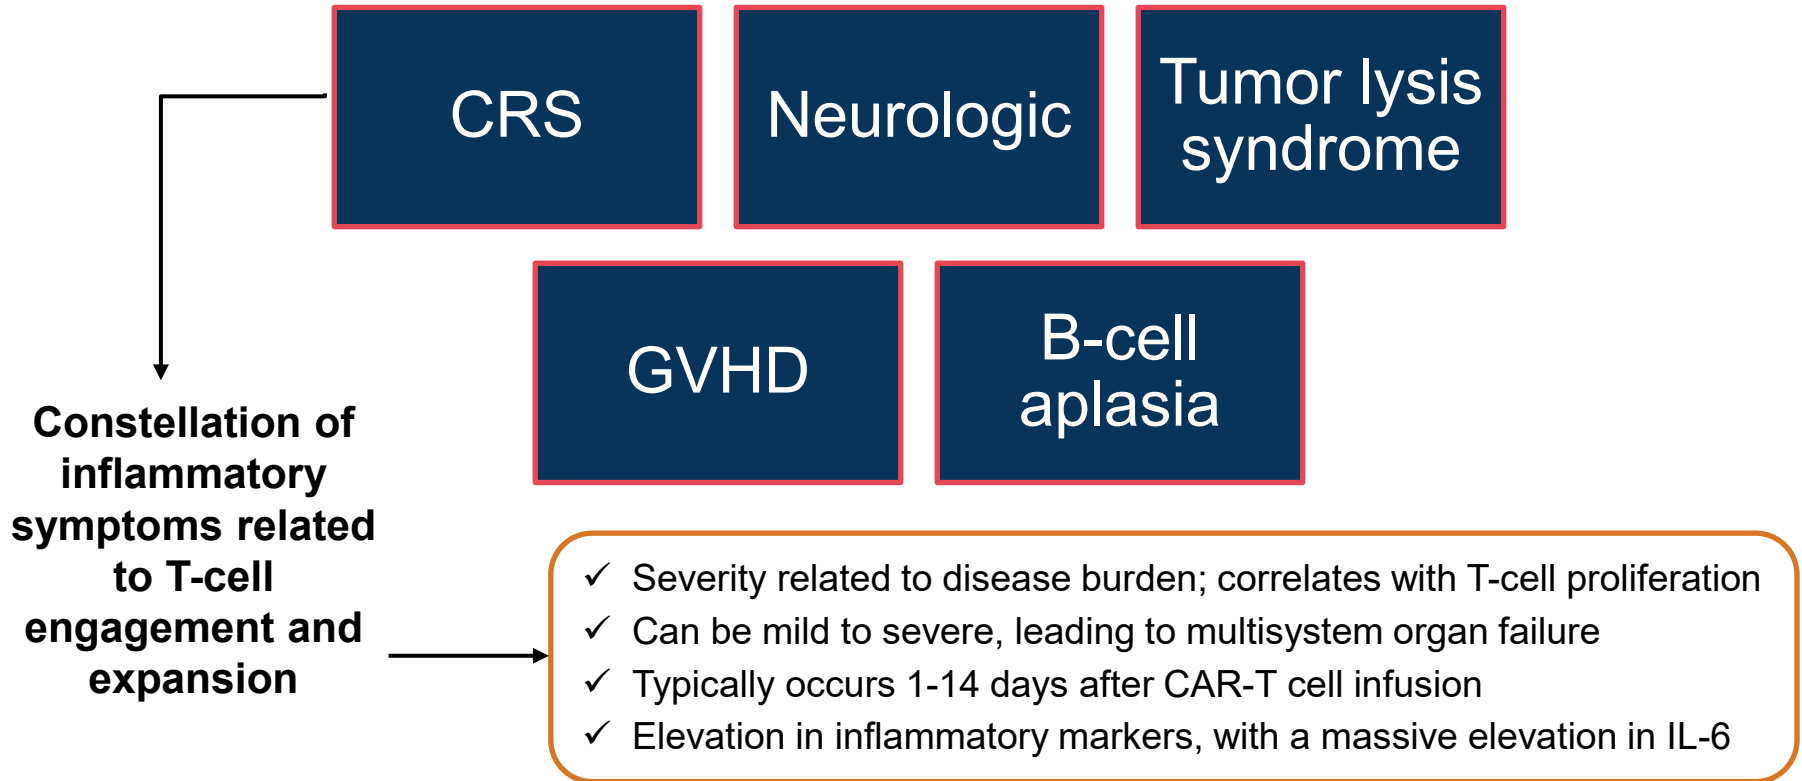 CRS
Neurologic
Tumor lysis
syndrome
GVHD
B-cell
aplasia
Constellation of
inflammatory
symptoms related
to T-cell
engagement and
expansion
✓ Severity related to disease burden; correlates with T-cell proliferation
✓ Can be mild to severe, leading to multisystem organ failure
✓ Typically occurs 1-14 days after CAR-T cell infusion
✓ Elevation in inflammatory markers, with a massive elevation in IL-6